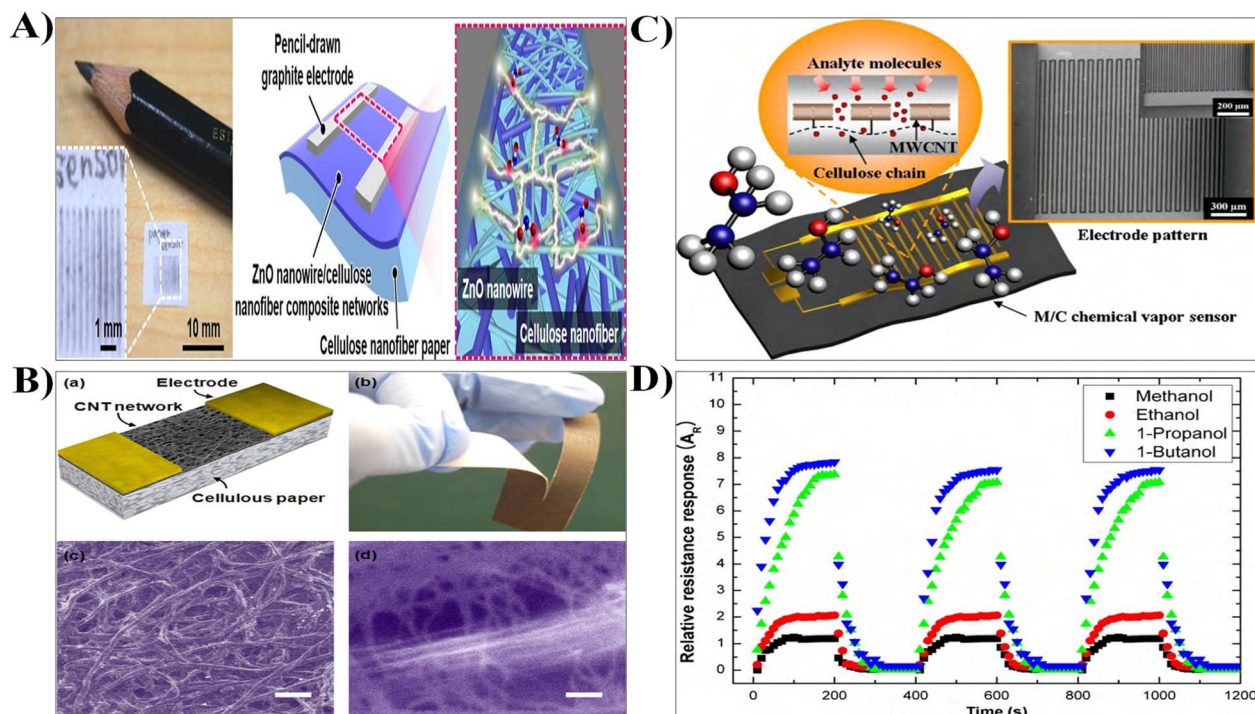 A)
Pencil-drawn
graphite electrode
sensor
paper
sensor
1 mm
10 mm
ZnO nanowire/cellulose
nanofiber composite networks
Cellulose nanofiber paper
ZnO nanowire
Cellulose nanofiber
B)
(a)
Electrode
CNT network
Cellulous paper
(b)
(c)
(d)
C)
Analyte molecules
MWCNT
Cellulose chain
200 µm
300 µm
Electrode pattern
M/C chemical vapor sensor
D)
Relative resistance response (A_R)
11
10
9
8
7
6
5
4
3
2
1
0
Methanol
Ethanol
1-Propanol
1-Butanol
0 200 400 600 800 1000 1200
Time (s)